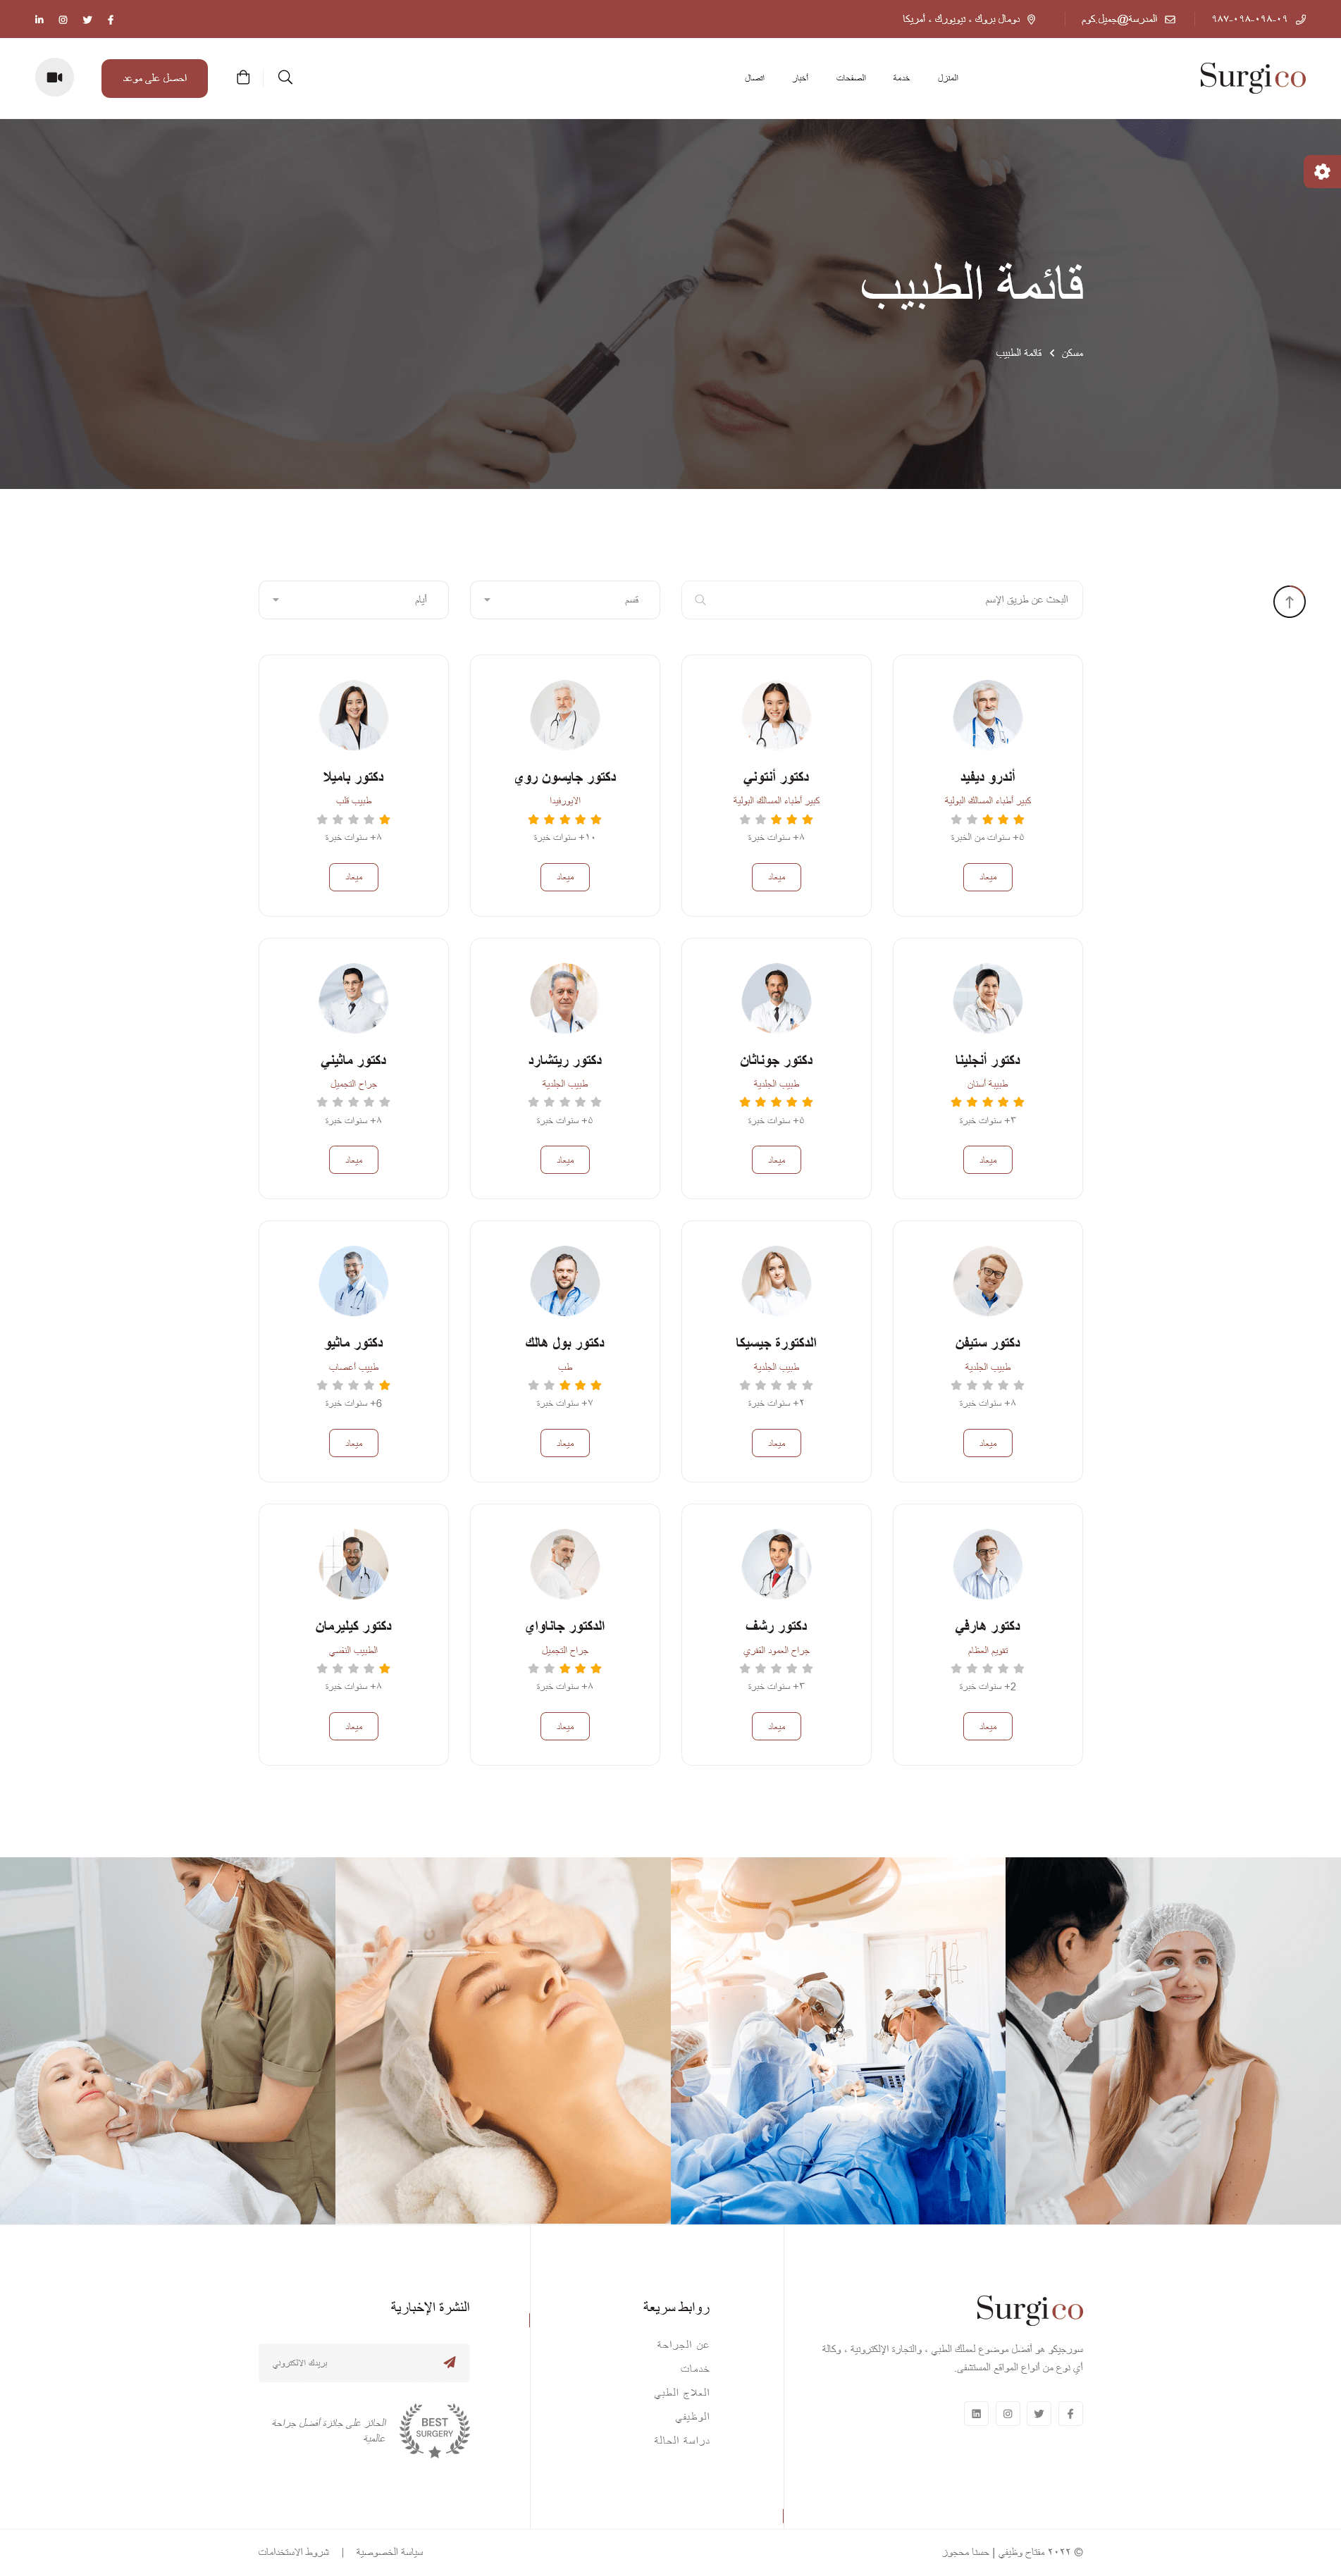 ٠٩-٠٩٨-٠٩٨-٩٨٧
المدرسة@جميل.كوم
نومال بروك ، نيويورك ، أمريكا
Surgico
المنزل
خدمة
الصفحات
أخبار
اتصال
احصل على موعد
قائمة الطبيب
مسكن
قائمة الطبيب
البحث عن طريق الإسم
قسم
أيام
أندرو ديفيد
كبير أطباء المسالك البولية
٥+ سنوات من الخبرة
ميعاد
دكتور أنتوني
كبير أطباء المسالك البولية
٨+ سنوات خبرة
ميعاد
دكتور جايسون روي
الايورفيدا
١٠+ سنوات خبرة
ميعاد
دكتور باميلا
طبيب قلب
٨+ سنوات خبرة
ميعاد
دكتور أنجلينا
طبيبة أسنان
٣+ سنوات خبرة
ميعاد
دكتور جوناثان
طبيب الجلدية
٥+ سنوات خبرة
ميعاد
دكتور ريتشارد
طبيب الجلدية
٥+ سنوات خبرة
ميعاد
دكتور ماثيني
جراح التجميل
٨+ سنوات خبرة
ميعاد
دكتور ستيفن
طبيب الجلدية
٨+ سنوات خبرة
ميعاد
الدكتورة جيسيكا
طبيب الجلدية
٢+ سنوات خبرة
ميعاد
دكتور بول هالك
طب
٧+ سنوات خبرة
ميعاد
دكتور ماثيو
طبيب أعصاب
6+ سنوات خبرة
ميعاد
دكتور هارفي
تقويم العظام
2+ سنوات خبرة
ميعاد
دكتور رشف
جراح العمود الفقري
٣+ سنوات خبرة
ميعاد
الدكتور جاناواي
جراح التجميل
٨+ سنوات خبرة
ميعاد
دكتور كيليرمان
الطبيب النفسي
٨+ سنوات خبرة
ميعاد
Surgico
سورجيكو هو أفضل موضوع لعملك الطبي ، والتجارة الإلكترونية ، وكالة
أي نوع من أنواع المواقع المستشفى.
روابط سريعة
عن الجراحة
خدمات
العلاج الطبي
الوظيفي
دراسة الحالة
النشرة الإخبارية
بريدك الالكتروني
BEST
SURGERY
الحائز على جائزة أفضل جراحة
عالمية
© ٢٠٢٢ مفتاح وظيفي | حسنا محجوز
سياسة الخصوصية | شروط الاستخدامات